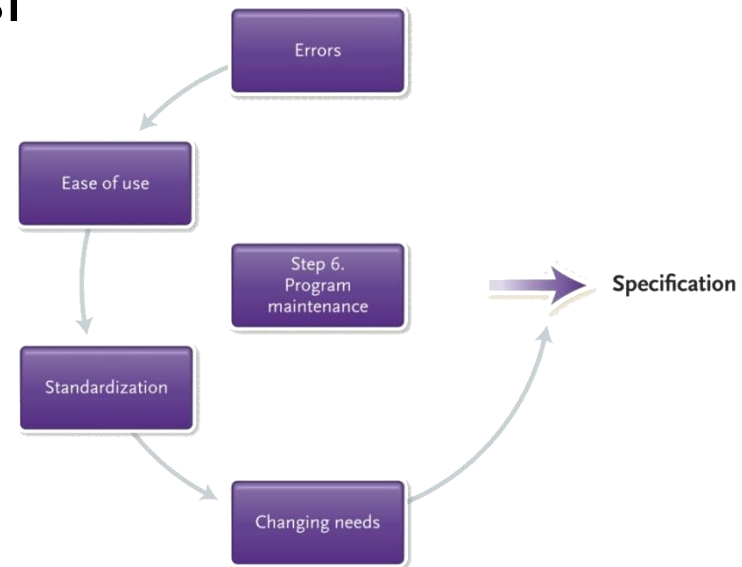 Errors
Ease of use
Step 6.
Program
maintenance
Specification
Standardization
Changing needs